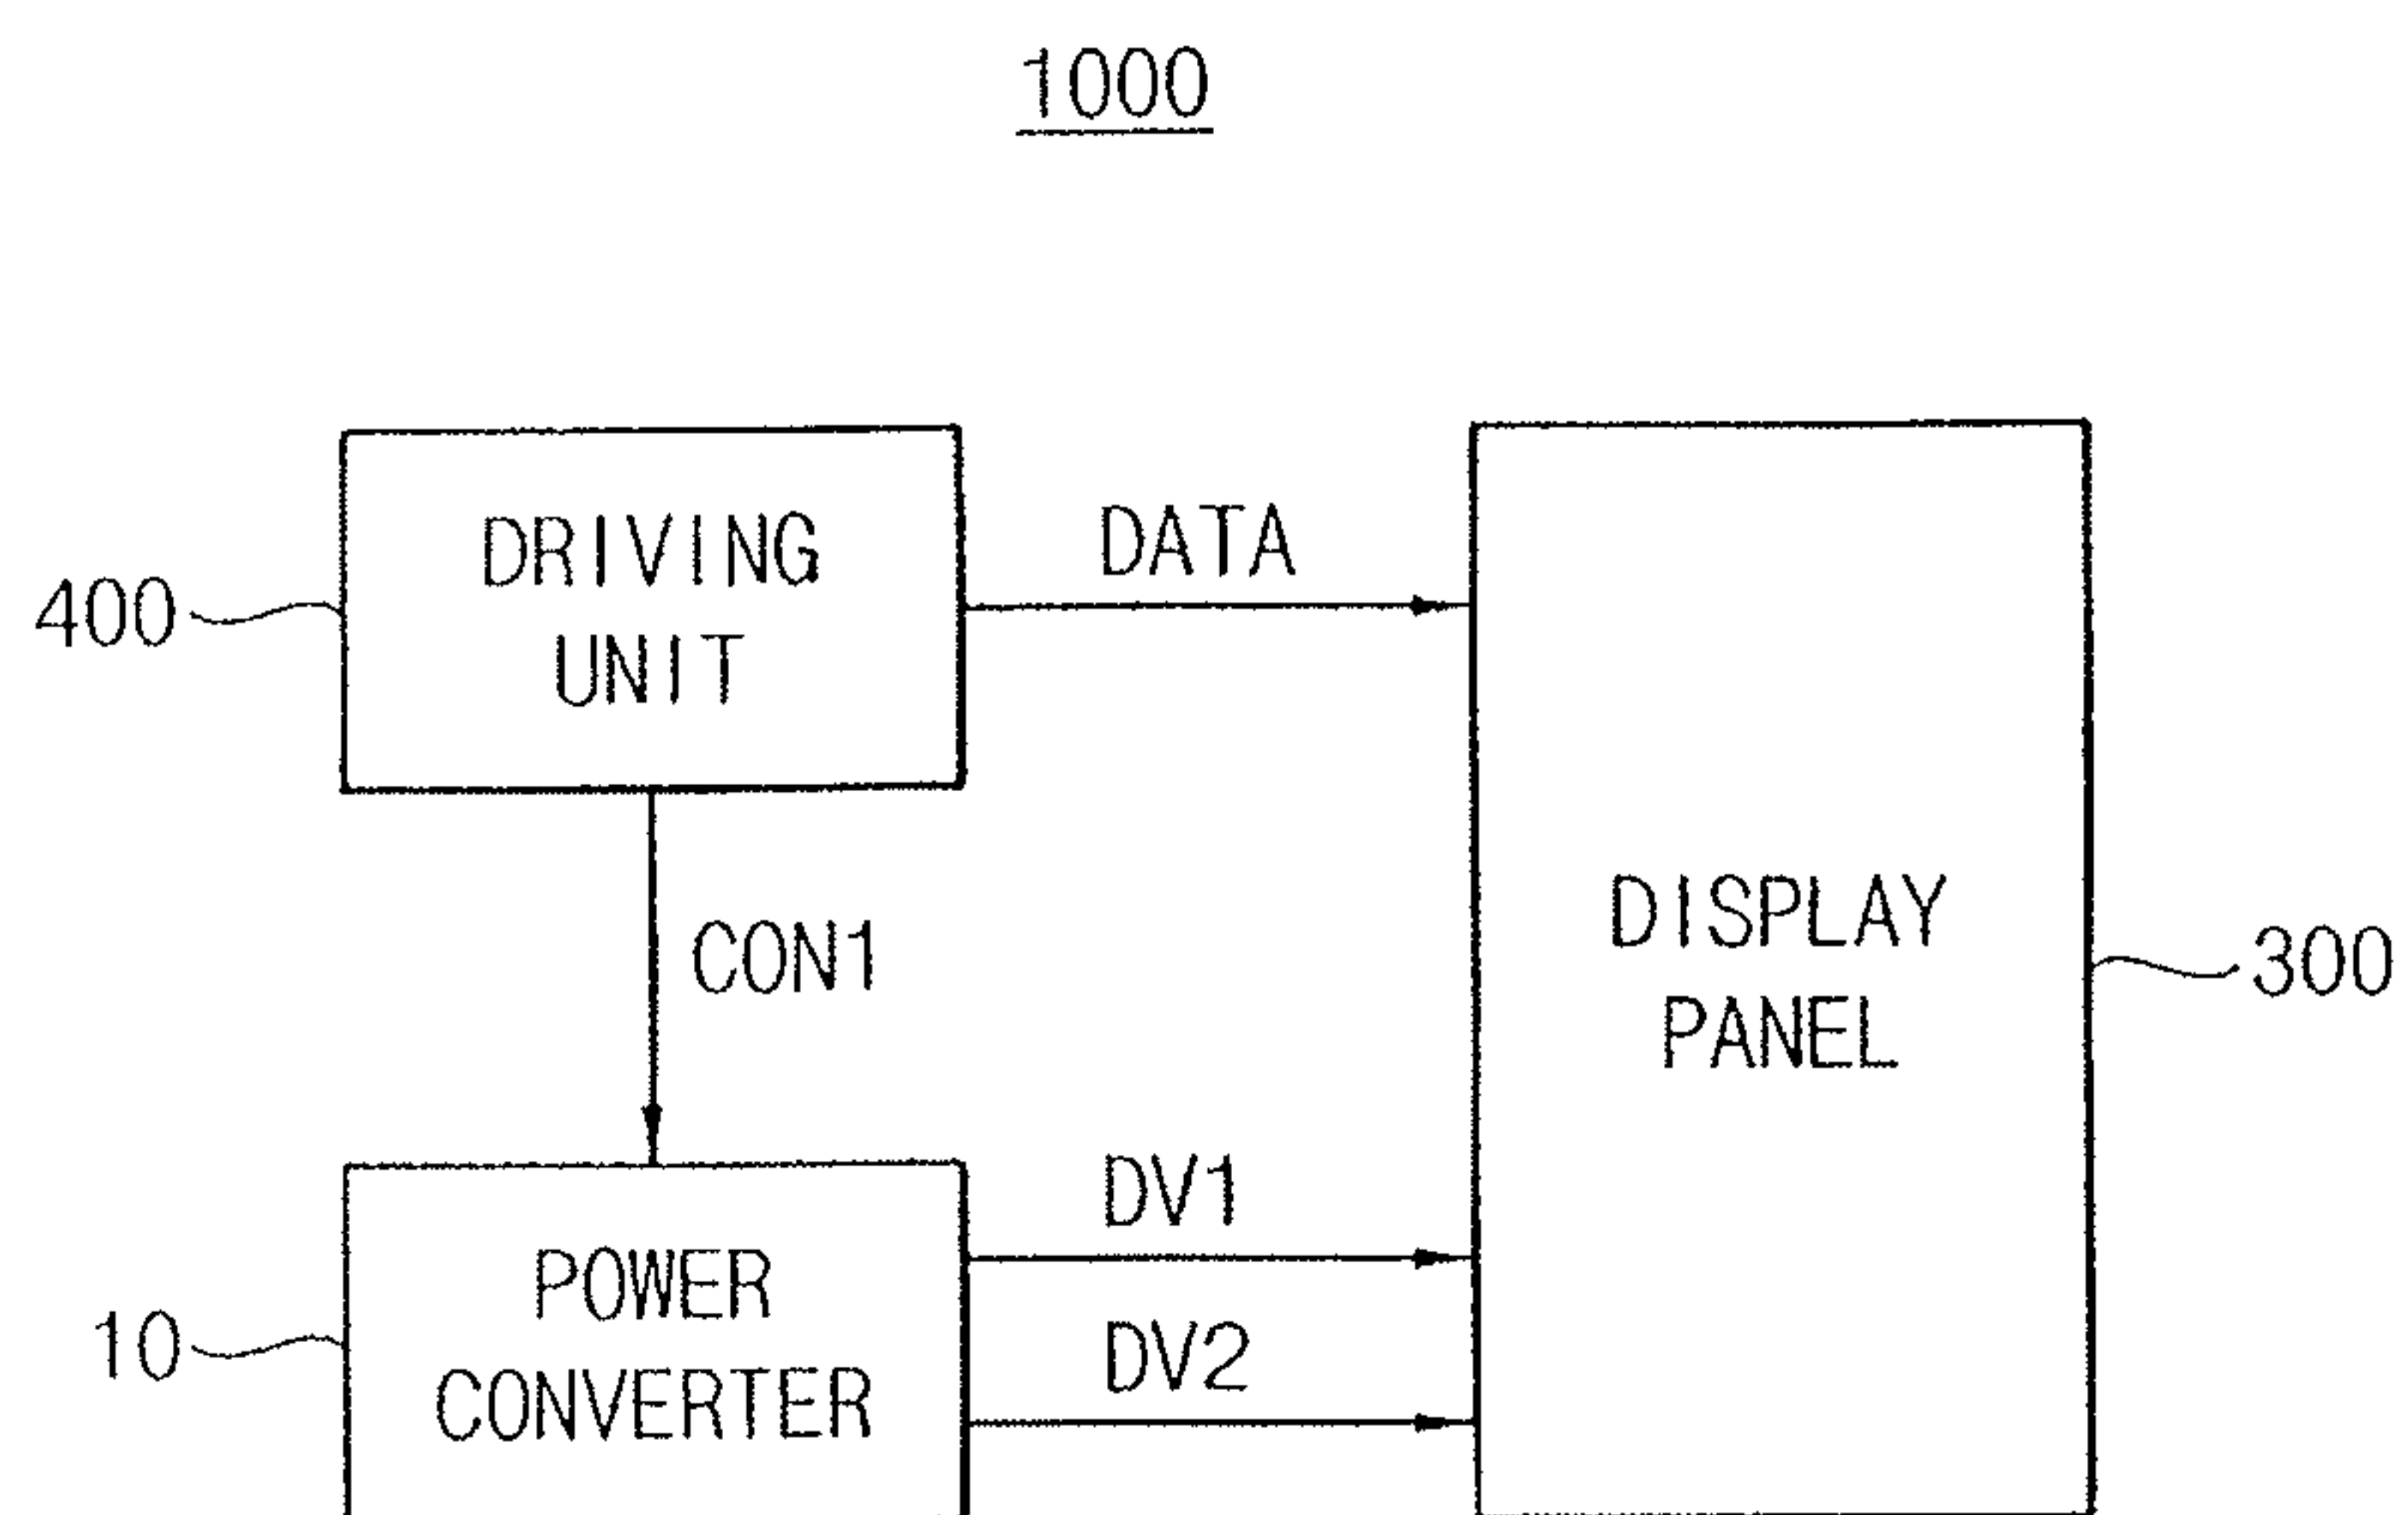 1000
DRIVING
UNIT
400
DATA
CON1
DISPLAY
PANEL
300
POWER
CONVERTER
10
DV1
DV2